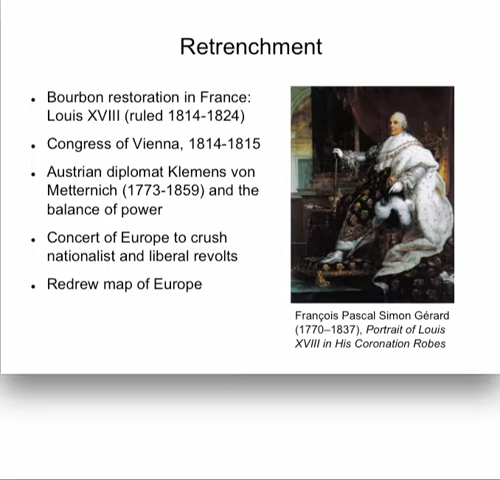 Retrenchment
• Bourbon restoration in France:
Louis XVIII (ruled 1814-1824)
• Congress of Vienna, 1814-1815
• Austrian diplomat Klemens von
Metternich (1773-1859) and the
balance of power
• Concert of Europe to crush
nationalist and liberal revolts
• Redrew map of Europe
François Pascal Simon Gérard
(1770–1837), Portrait of Louis
XVIII in His Coronation Robes